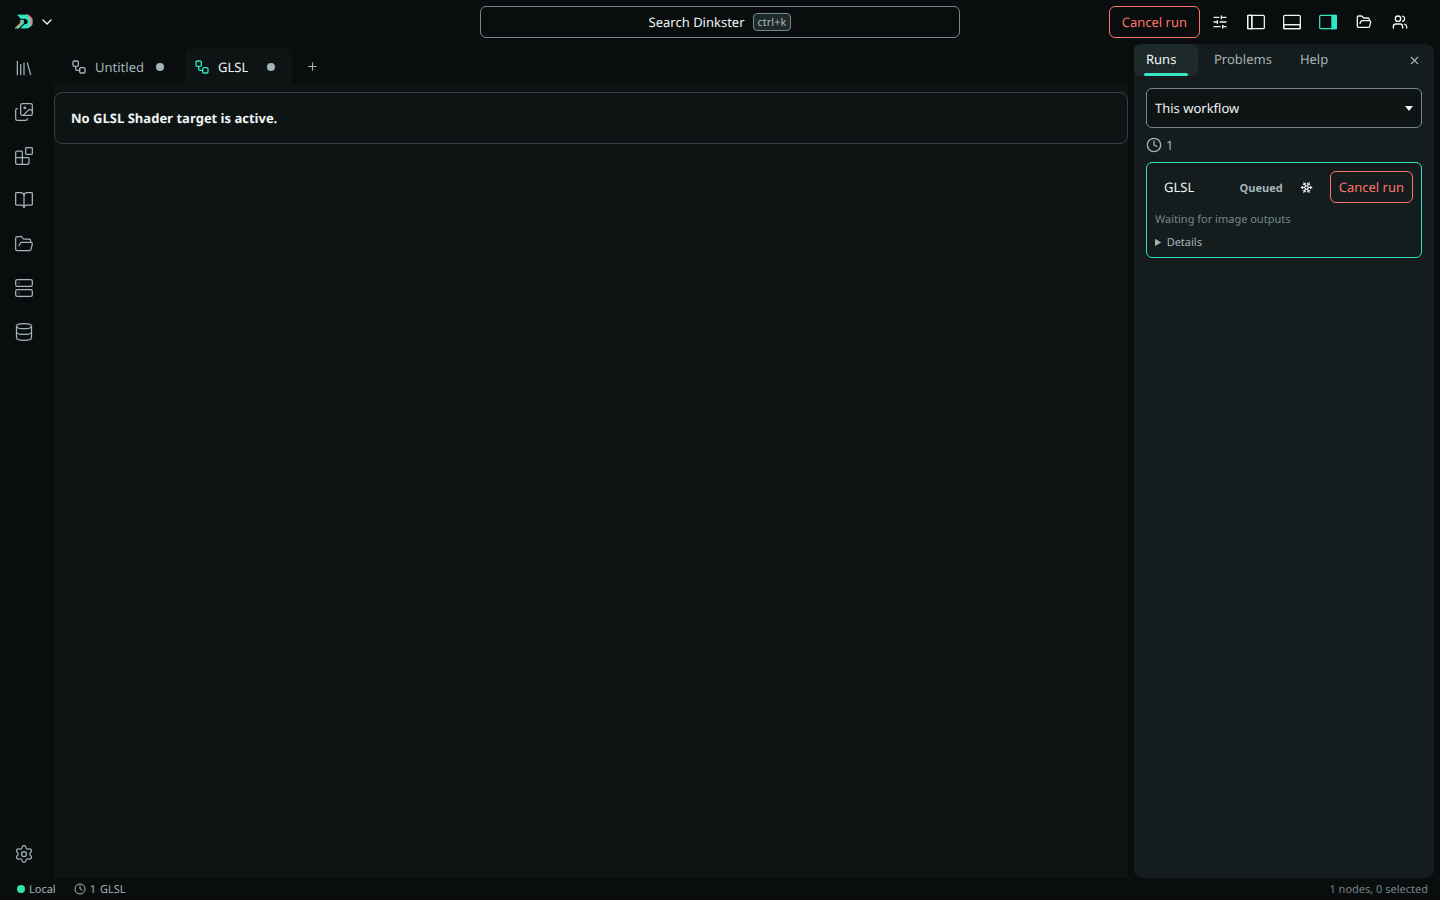 Search Dinkster ctrl+k
Cancel run
Untitled
GLSL
Runs
Problems
Help
No GLSL Shader target is active.
This workflow
1
GLSL
Queued
Cancel run
Waiting for image outputs
Details
Local
1 GLSL
1 nodes, 0 selected